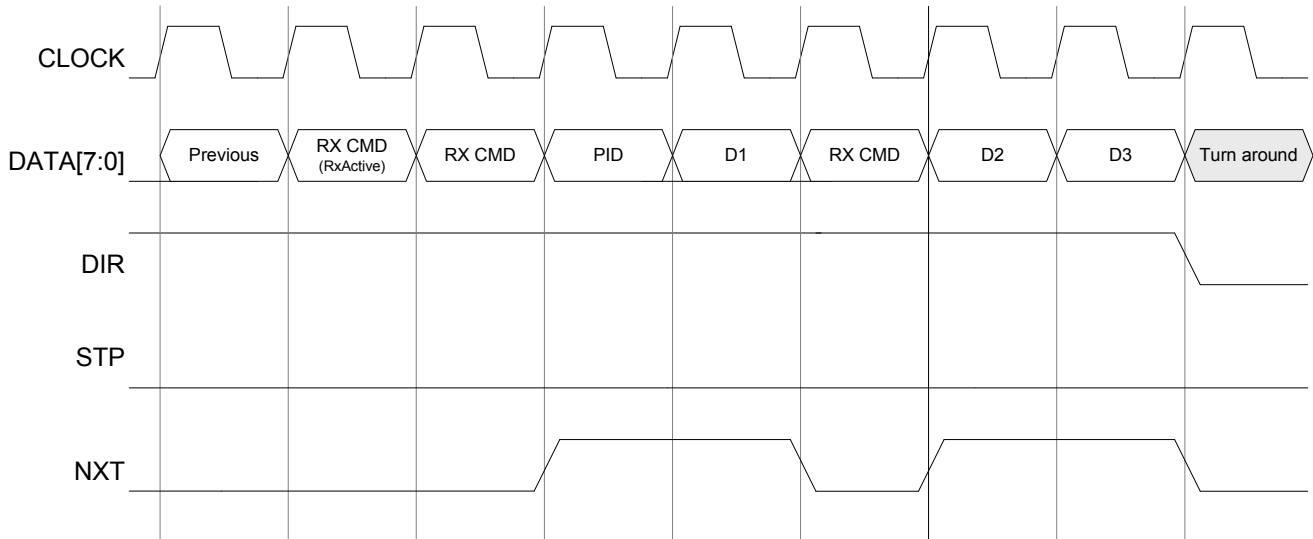 CLOCK
DATA[7:0]
Previous
RX CMD
(RxActive)
RX CMD
PID
D1
RX CMD
D2
D3
Turn around
DIR
STP
NXT